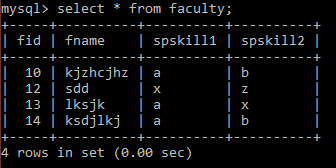 mysql> select * from faculty;
+-----+----------+----------+----------+
| fid | fname    | spskill1 | spskill2 |
+-----+----------+----------+----------+
|  10 | kjzhcjhz | a        | b        |
|  12 | sdd      | x        | z        |
|  13 | lksjk    | a        | x        |
|  14 | ksdjlkj  | a        | b        |
+-----+----------+----------+----------+
4 rows in set (0.00 sec)